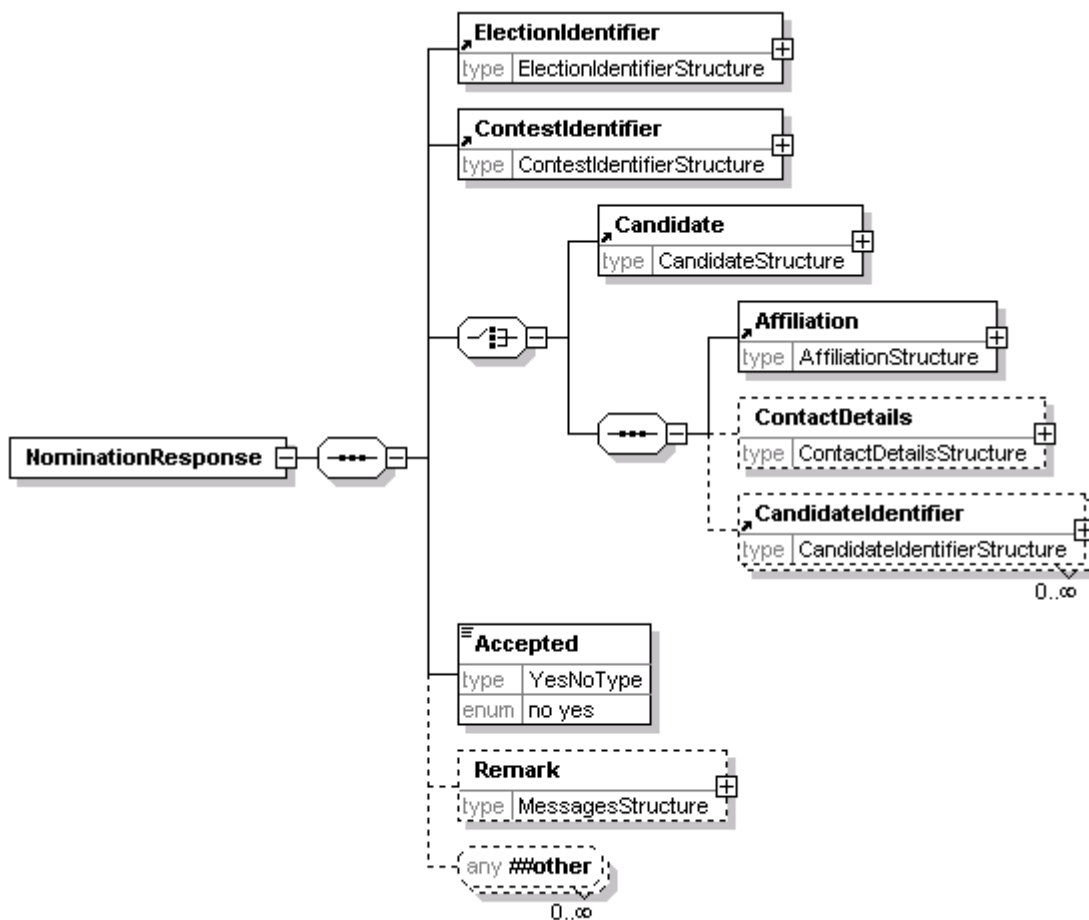 ElectionIdentifier
type ElectionIdentifierStructure
ContestIdentifier
type ContestIdentifierStructure
Candidate
type CandidateStructure
Affiliation
type AffiliationStructure
ContactDetails
type ContactDetailsStructure
NominationResponse
CandidateIdentifier
type CandidateIdentifierStructure
0..∞
Accepted
type YesNoType
enum no yes
Remark
type MessagesStructure
any ##other
0..∞